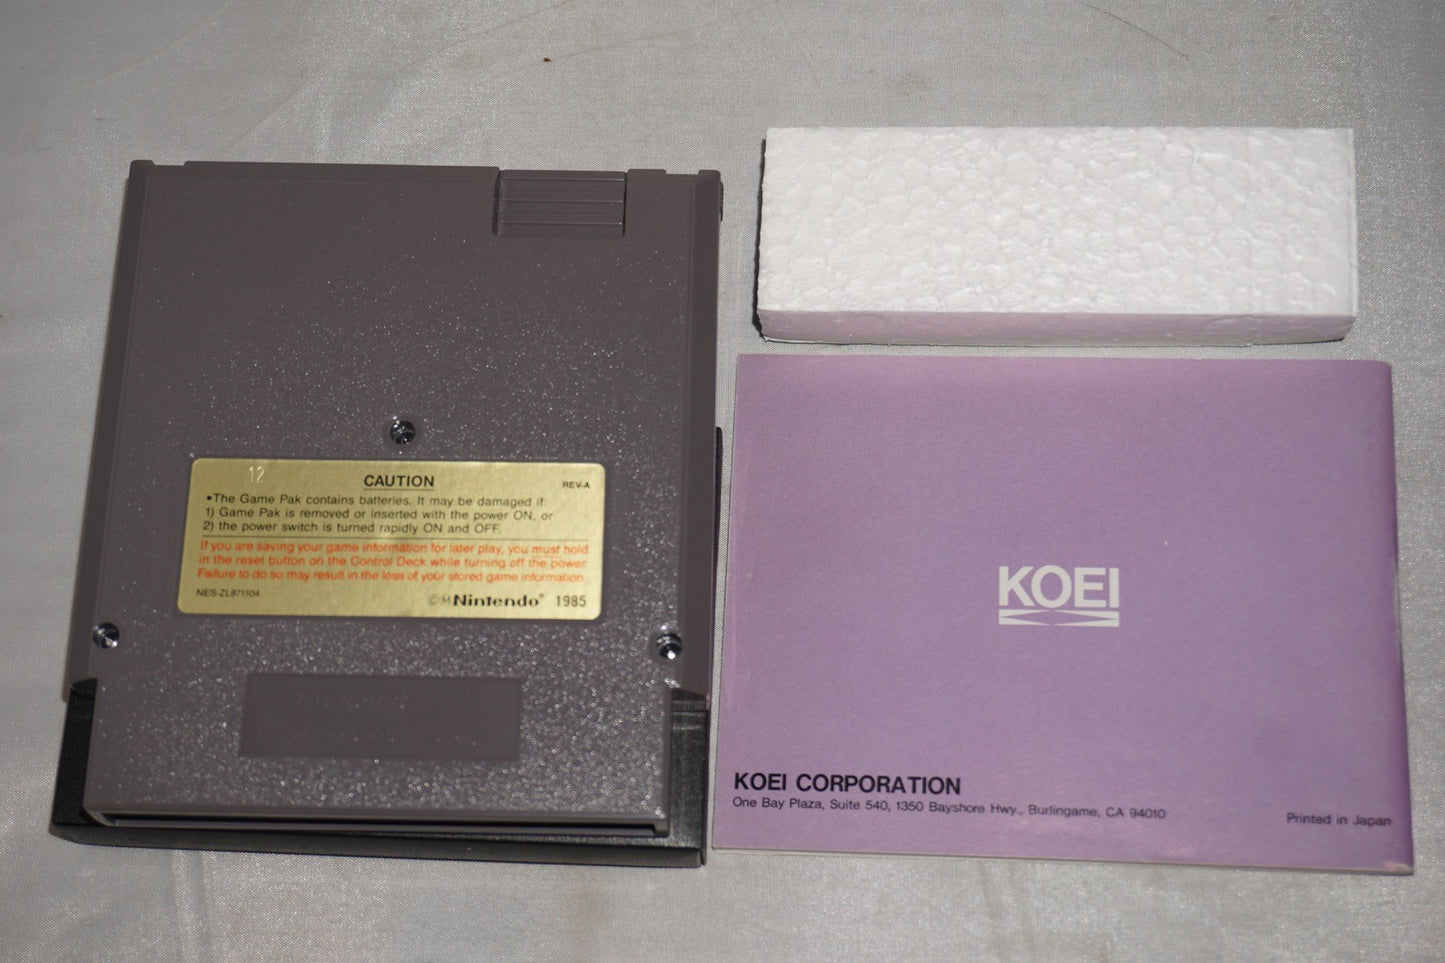 12
CAUTION
REV-A
•The Game Pak contains batteries. It may be damaged if:
1) Game Pak is removed or inserted with the power ON, or
2) the power switch is turned rapidly ON and OFF.
If you are saving your game information for later play, you must hold
in the reset button on the Control Deck while turning off the power.
Failure to do so may result in the loss of your stored game information.
NES-ZL871104
©M Nintendo® 1985
Nintendo®
KOEI
KOEI CORPORATION
One Bay Plaza, Suite 540, 1350 Bayshore Hwy., Burlingame, CA 94010
Printed in Japan